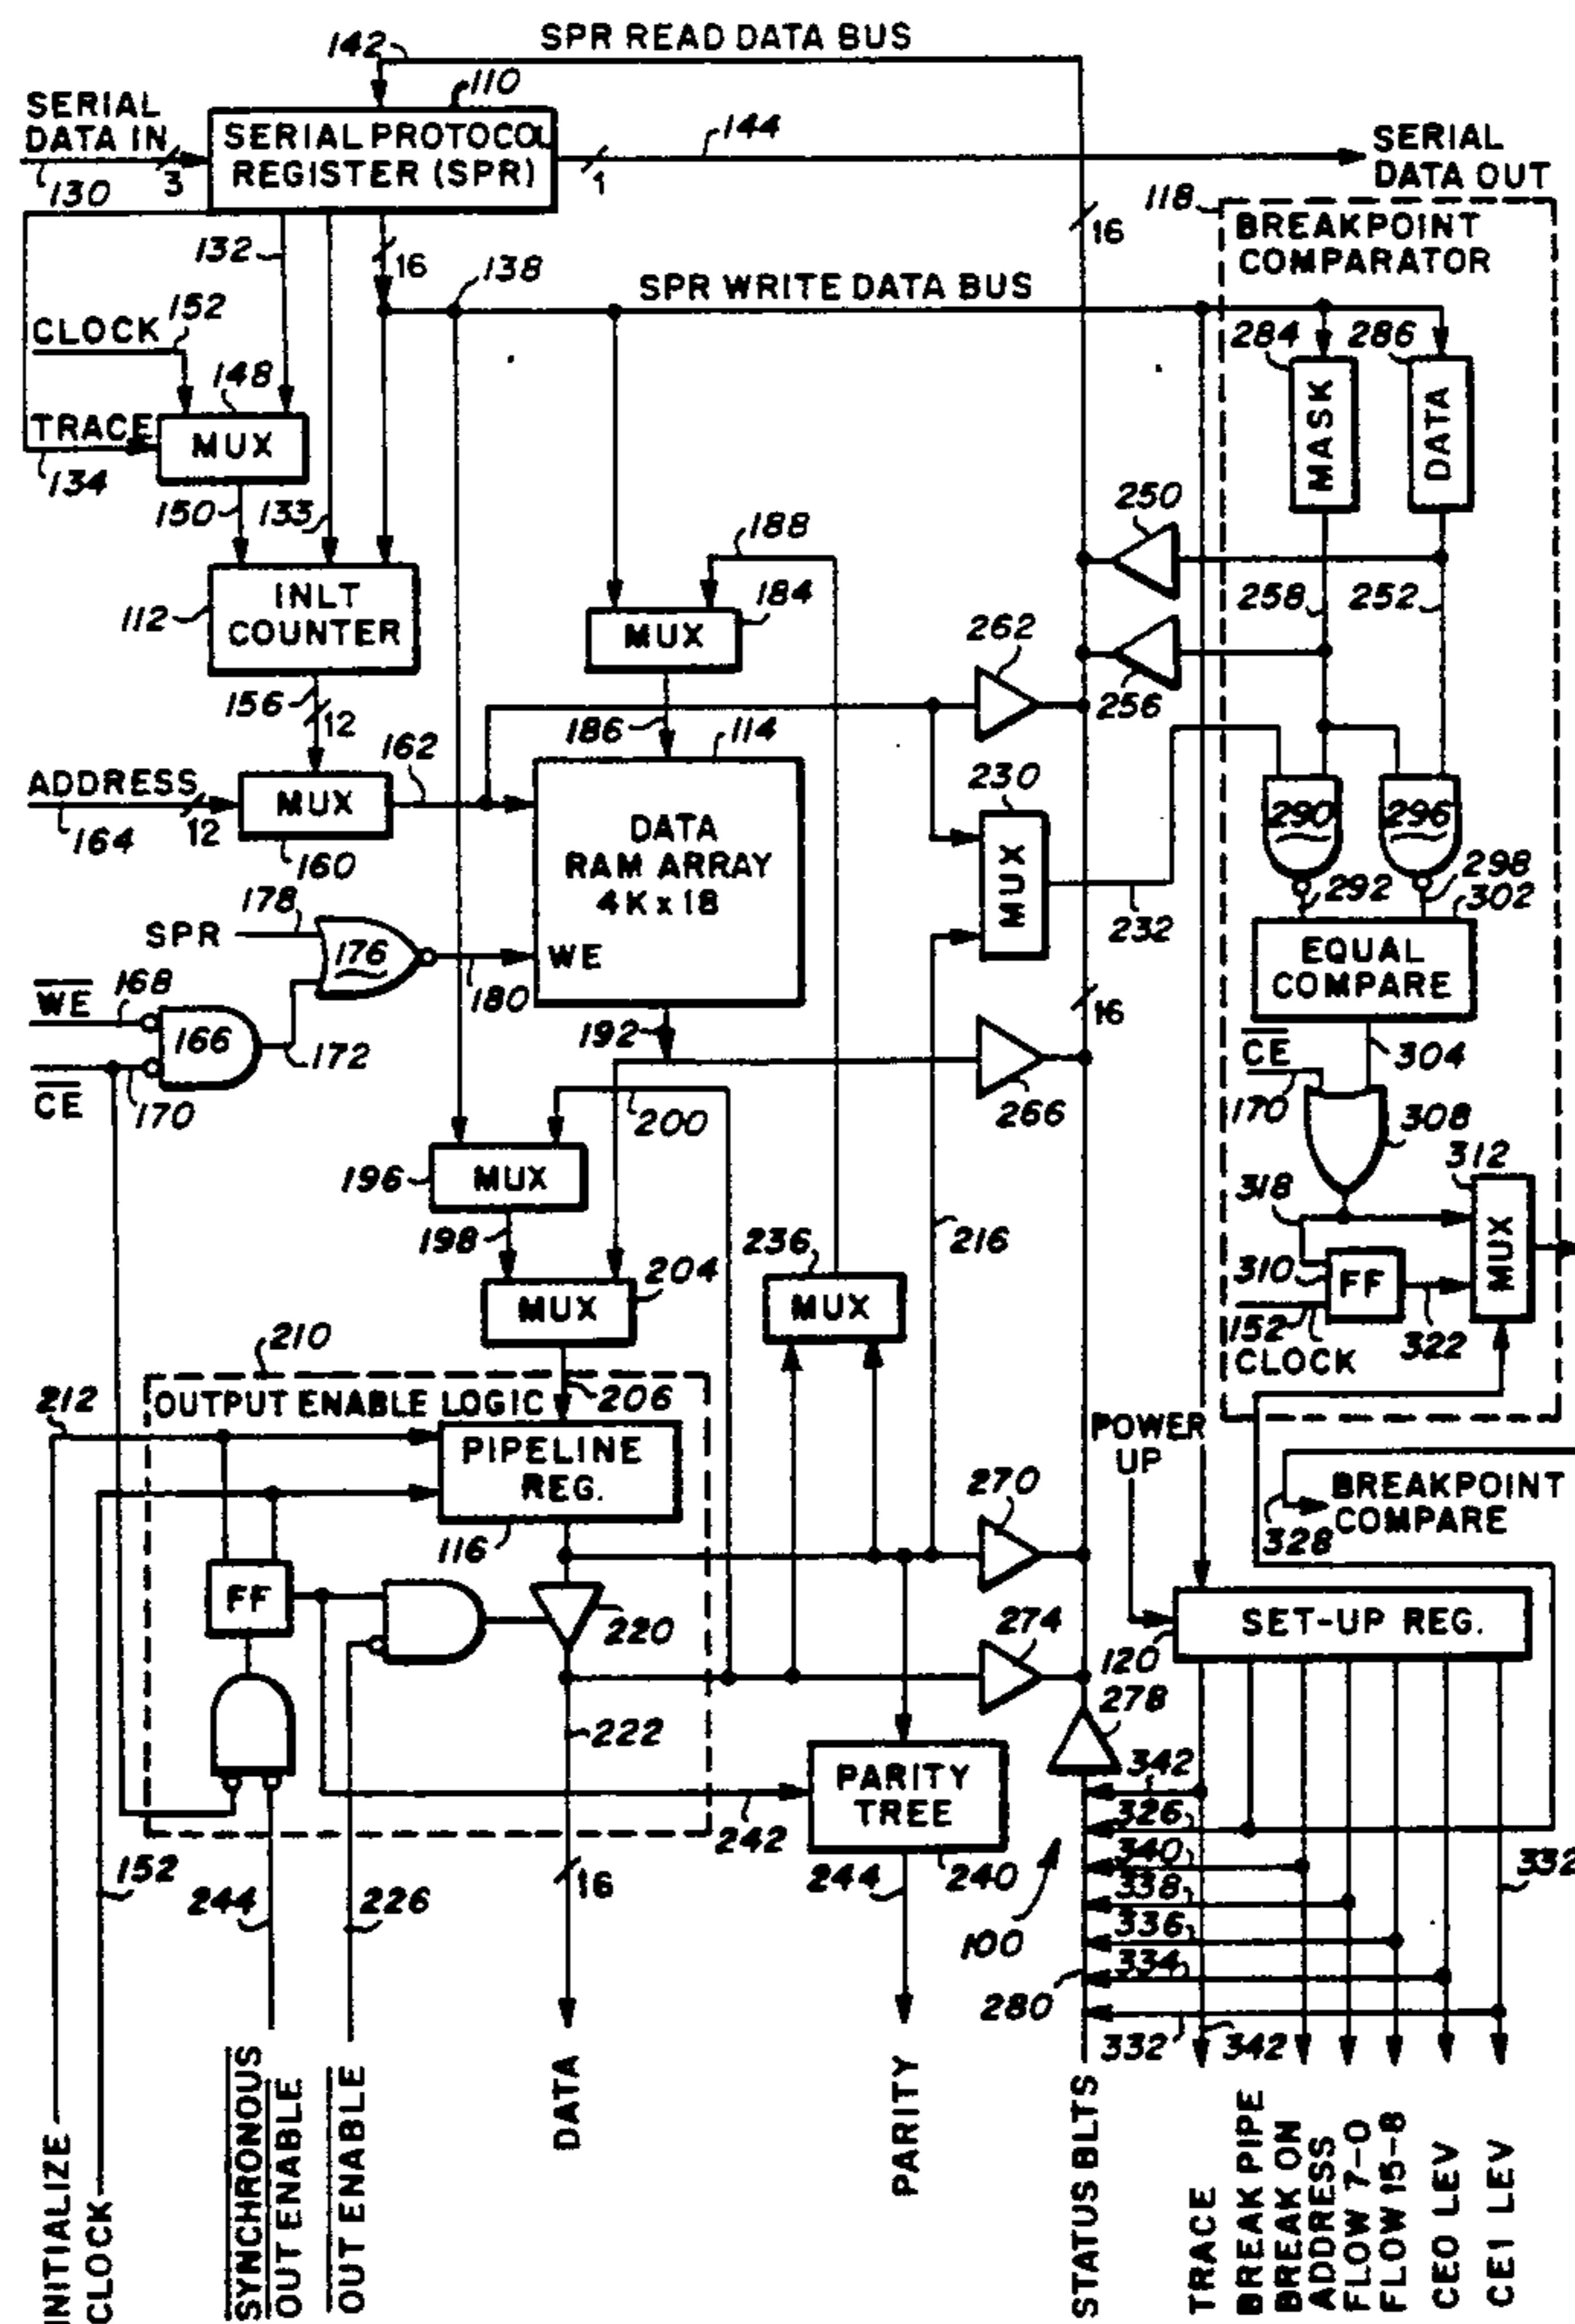 142
SPR READ DATA BUS
110
SERIAL
DATA IN
130
3
SERIAL PROTOCOL
REGISTER (SPR)
1
144
SERIAL
DATA OUT
132
16
138
SPR WRITE DATA BUS
16
118
BREAKPOINT
COMPARATOR
CLOCK
152
148
TRACE
134
MUX
150
133
284
286
MASK
DATA
250
188
112
INLT
COUNTER
MUX
184
258
252
262
256
156
12
186
114
ADDRESS
164
12
MUX
160
162
230
DATA
RAM ARRAY
4K x 18
WE
MUX
232
290
296
292
298
302
EQUAL
COMPARE
SPR
178
176
180
WE
168
166
CE
170
172
192
16
266
200
CE
170
304
308
196
MUX
198
216
318
312
MUX
236
MUX
204
MUX
310
FF
152
CLOCK
322
210
OUTPUT ENABLE LOGIC
206
212
PIPELINE
REG.
116
POWER
UP
BREAKPOINT
COMPARE
328
270
FF
220
274
120
SET-UP REG.
278
222
PARITY
TREE
242
244
240
342
326
340
338
336
334
332
332
342
100
280
152
244
226
16
INITIALIZE
CLOCK
SYNCHRONOUS
OUT ENABLE
OUT ENABLE
DATA
PARITY
STATUS BLTS
TRACE
BREAK PIPE
BREAK ON
ADDRESS
FLOW 7-0
FLOW 15-8
CEO LEV
CE1 LEV